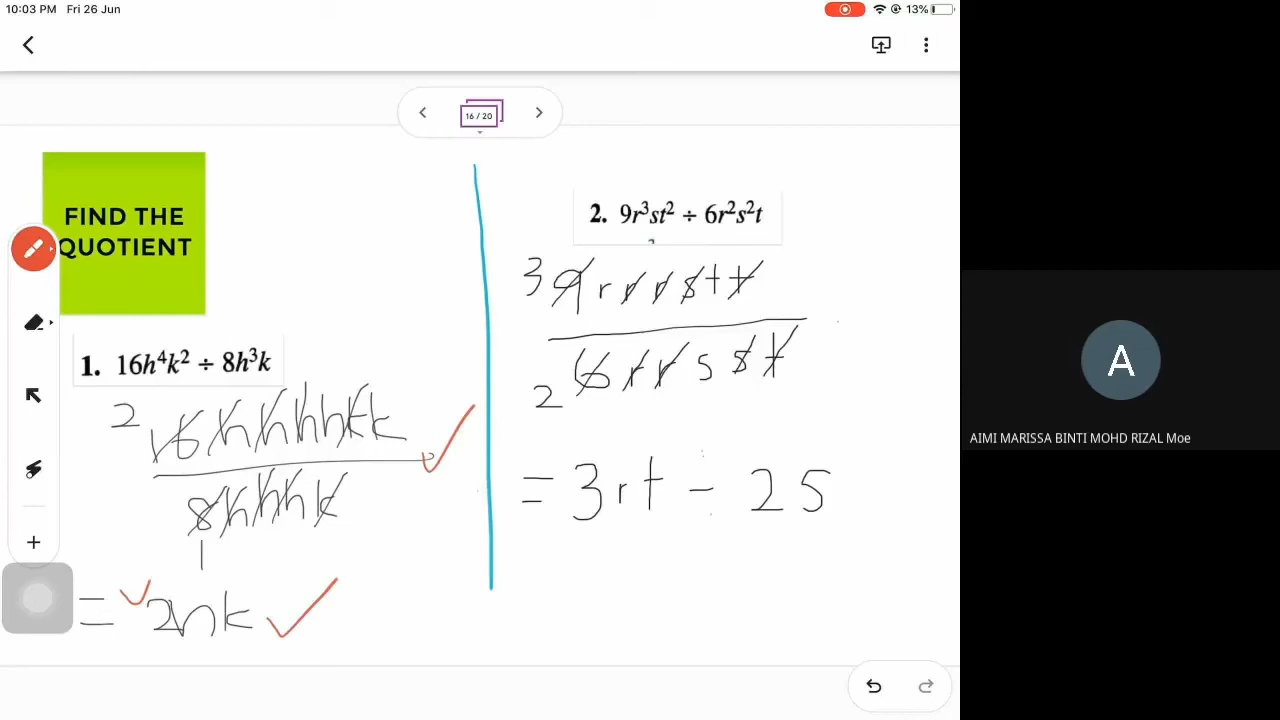 10:03 PM Fri 26 Jun
13%
16 / 20
FIND THE
QUOTIENT
1. 16h⁴k² ÷ 8h³k
2 16hhhhkk
8hhhk
1
= 2hk
2. 9r³st² ÷ 6r²s²t
3 9rrrstt
2 6rrsst
= 3rt - 2s
A
AIMI MARISSA BINTI MOHD RIZAL Moe